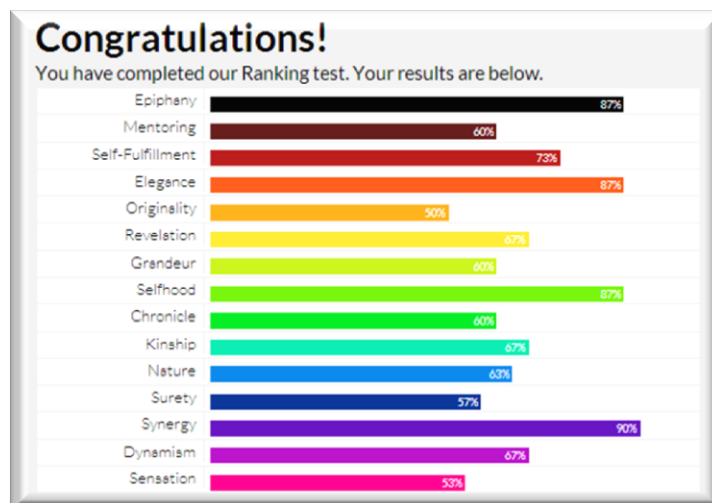 Congratulations!
You have completed our Ranking test. Your results are below.
Epiphany 87%
Mentoring 60%
Self-Fulfillment 73%
Elegance 87%
Originality 50%
Revelation 67%
Grandeur 60%
Selfhood 87%
Chronicle 60%
Kinship 67%
Nature 63%
Surety 57%
Synergy 90%
Dynamism 67%
Sensation 53%